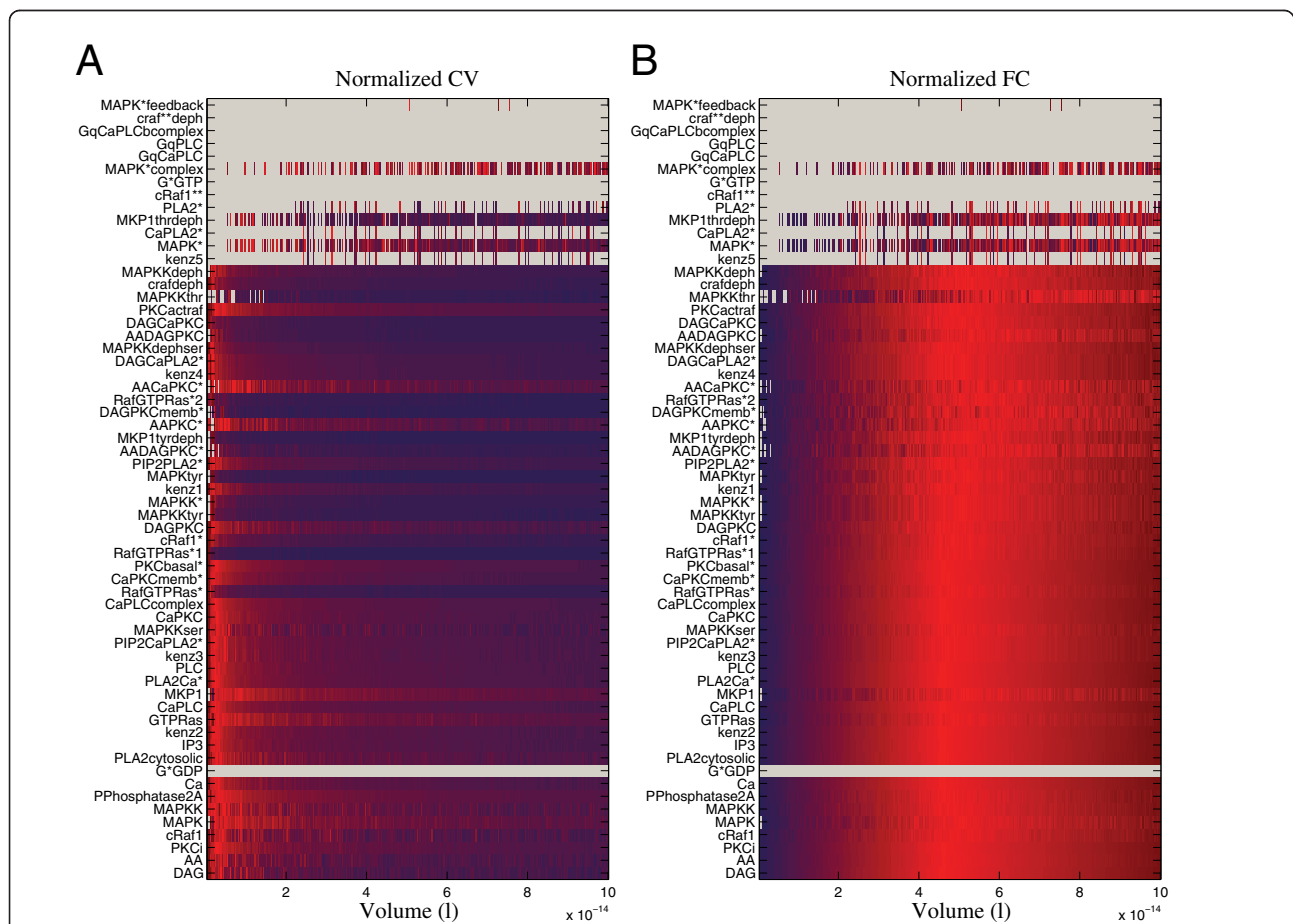 A
Normalized CV
MAPK*feedback
craf**deph
GqCaPLCbcomplex
GqPLC
GqCaPLC
MAPK*complex
G*GTP
cRaf1**
PLA2*
MKP1thrdeph
CaPLA2*
MAPK*
kenz5
MAPKKdeph
crafdeph
MAPKKthr
PKCactraf
DAGCaPKC
AADAGPKC
MAPKKdephser
DAGCaPLA2*
kenz4
AACaPKC*
RafGTPRas*2
DAGPKCmemb*
AAPKC*
MKP1tyrdeph
AADAGPKC*
PIP2PLA2*
MAPKtyr
kenz1
MAPKK*
MAPKKtyr
DAGPKC
cRaf1*
RafGTPRas*1
PKCbasal*
CaPKCmemb*
RafGTPRas*
CaPLCcomplex
CaPKC
MAPKKser
PIP2CaPLA2*
kenz3
PLC
PLA2Ca*
MKP1
CaPLC
GTPRas
kenz2
IP3
PLA2cytosolic
G*GDP
Ca
PPhosphatase2A
MAPKK
MAPK
cRaf1
PKCi
AA
DAG
2 4 6 8 10
Volume (l)
x 10-14
B
Normalized FC
MAPK*feedback
craf**deph
GqCaPLCbcomplex
GqPLC
GqCaPLC
MAPK*complex
G*GTP
cRaf1**
PLA2*
MKP1thrdeph
CaPLA2*
MAPK*
kenz5
MAPKKdeph
crafdeph
MAPKKthr
PKCactraf
DAGCaPKC
AADAGPKC
MAPKKdephser
DAGCaPLA2*
kenz4
AACaPKC*
RafGTPRas*2
DAGPKCmemb*
AAPKC*
MKP1tyrdeph
AADAGPKC*
PIP2PLA2*
MAPKtyr
kenz1
MAPKK*
MAPKKtyr
DAGPKC
cRaf1*
RafGTPRas*1
PKCbasal*
CaPKCmemb*
RafGTPRas*
CaPLCcomplex
CaPKC
MAPKKser
PIP2CaPLA2*
kenz3
PLC
PLA2Ca*
MKP1
CaPLC
GTPRas
kenz2
IP3
PLA2cytosolic
G*GDP
Ca
PPhosphatase2A
MAPKK
MAPK
cRaf1
PKCi
AA
DAG
2 4 6 8 10
Volume (l)
x 10-14